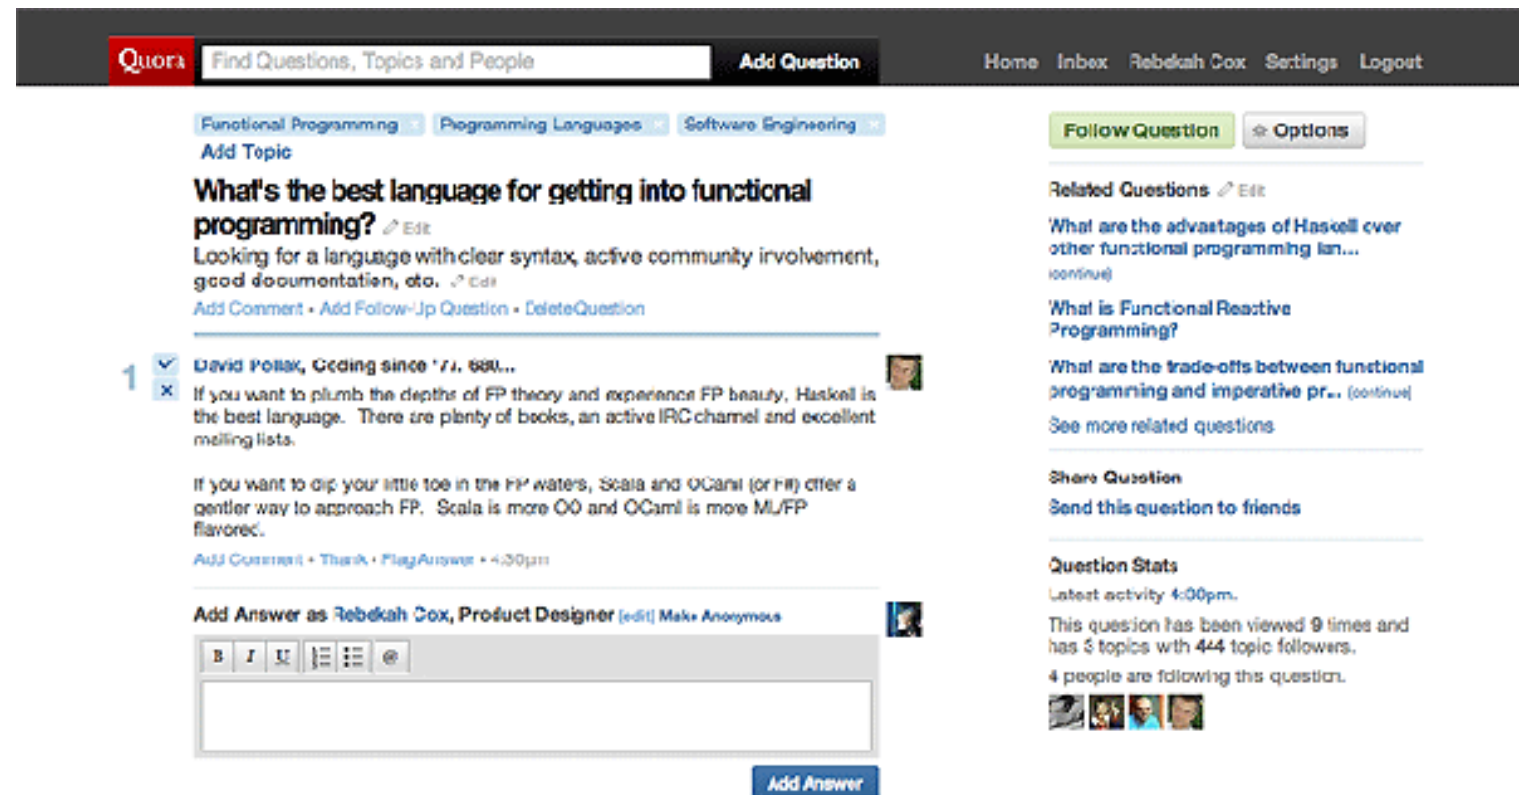 Quora
Find Questions, Topics and People
Add Question
Home Inbox Rebekah Cox Settings Logout
Functional Programming × Programming Languages × Software Engineering ×
Add Topic
What's the best language for getting into functional
programming? Edit
Looking for a language with clear syntax, active community involvement,
good documentation, etc. Edit
Add Comment • Add Follow-Up Question • Delete Question
1
David Pollak, Coding since '77.
If you want to plumb the depths of FP theory and experience FP beauty, Haskell is
the best language. There are plenty of books, an active IRC channel and excellent
mailing lists.
If you want to dip your little toe in the FP waters, Scala and OCaml (or F#) offer a
gentler way to approach FP. Scala is more OO and OCaml is more ML/FP
flavored.
Add Comment • Thank • Flag Answer • 4:30pm
Add Answer as Rebekah Cox, Product Designer [edit] Make Anonymous
B I U @
Add Answer
Follow Question
Options
Related Questions Edit
What are the advantages of Haskell over
other functional programming lan...
(continue)
What is Functional Reactive
Programming?
What are the trade-offs between functional
programming and imperative pr... (continue)
See more related questions
Share Question
Send this question to friends
Question Stats
Latest activity 4:00pm.
This question has been viewed 9 times and
has 3 topics with 444 topic followers.
4 people are following this question.